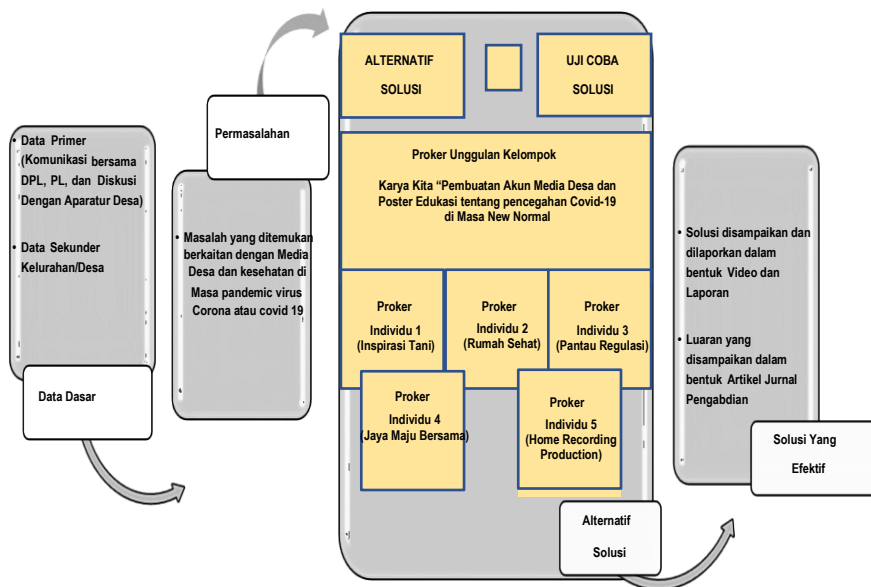 • Data Primer
(Komunikasi bersama
DPL, PL, dan Diskusi
Dengan Aparatur Desa)
• Data Sekunder
Kelurahan/Desa
Data Dasar
Permasalahan
• Masalah yang ditemukan
berkaitan dengan Media
Desa dan kesehatan di
Masa pandemic virus
Corona atau covid 19
ALTERNATIF
SOLUSI
UJI COBA
SOLUSI
Proker Unggulan Kelompok
Karya Kita “Pembuatan Akun Media Desa dan
Poster Edukasi tentang pencegahan Covid-19
di Masa New Normal
Proker
Individu 1
(Inspirasi Tani)
Proker
Individu 2
(Rumah Sehat)
Proker
Individu 3
(Pantau Regulasi)
Proker
Individu 4
(Jaya Maju Bersama)
Proker
Individu 5
(Home Recording
Production)
Alternatif
Solusi
• Solusi disampaikan dan
dilaporkan dalam
bentuk Video dan
Laporan
• Luaran yang
disampaikan dalam
bentuk Artikel Jurnal
Pengabdian
Solusi Yang
Efektif